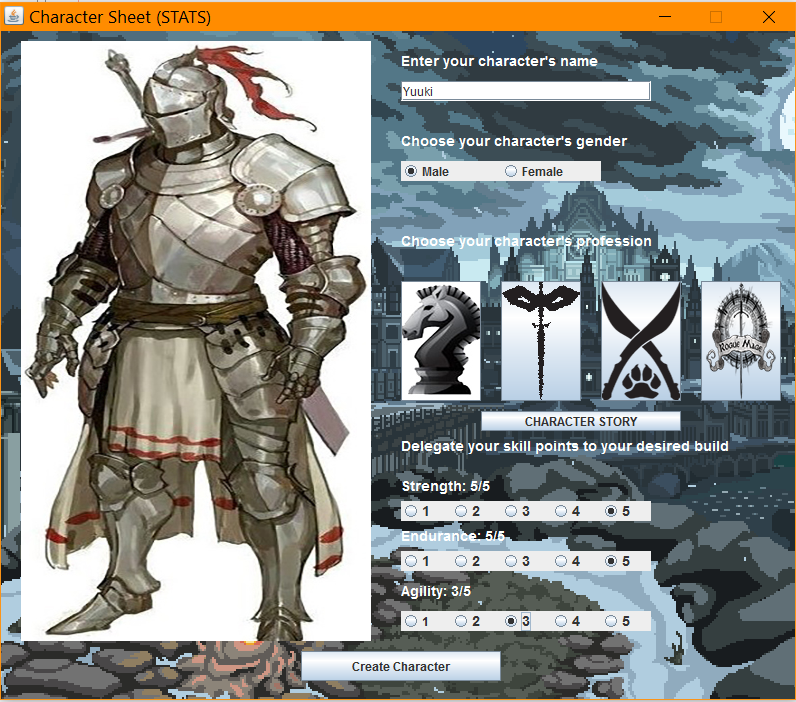 Character Sheet (STATS)
Enter your character's name
Yuuki
Choose your character's gender
Male Female
Choose your character's profession
Rogue Mage
CHARACTER STORY
Delegate your skill points to your desired build
Strength: 5/5
1 2 3 4 5
Endurance: 5/5
1 2 3 4 5
Agility: 3/5
1 2 3 4 5
Create Character